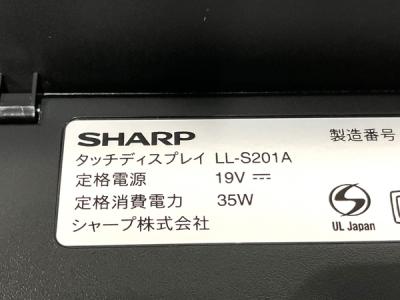 SHARP
製造番号
タッチディスプレイ LL-S201A
定格電源 19V ⎓
定格消費電力 35W
シャープ株式会社
UL Japan